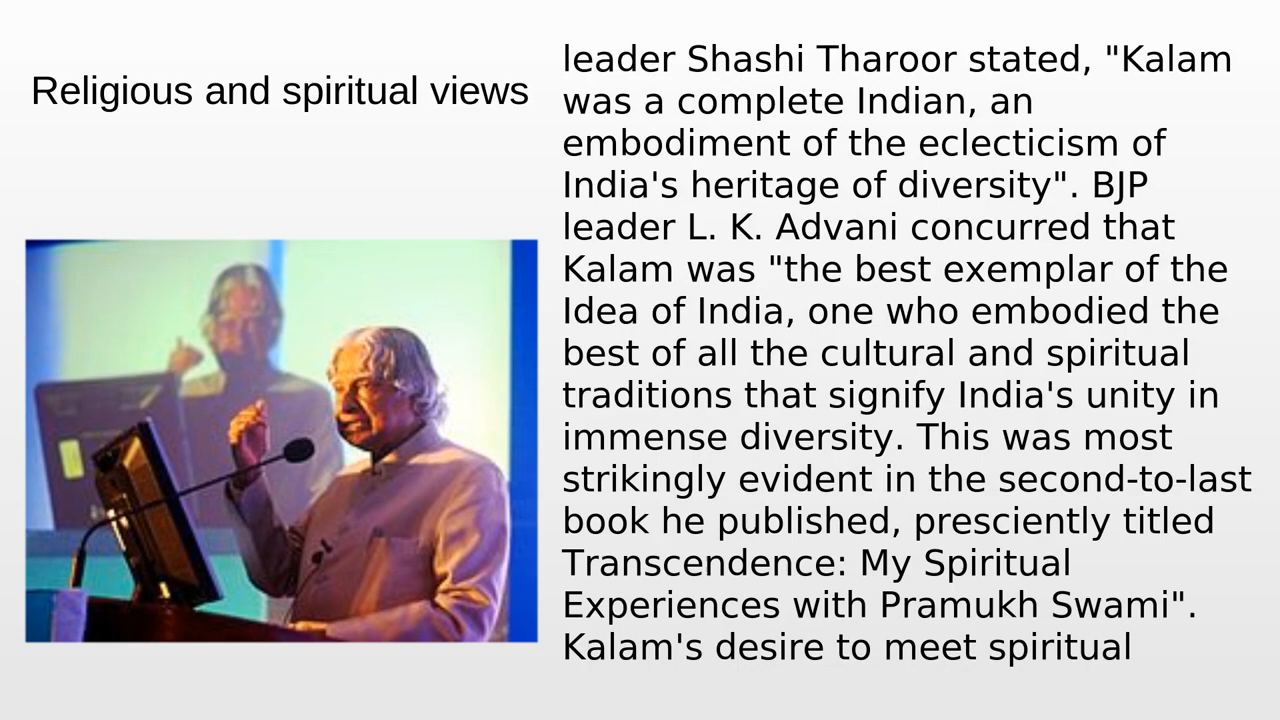 Religious and spiritual views
leader Shashi Tharoor stated, "Kalam
was a complete Indian, an
embodiment of the eclecticism of
India's heritage of diversity". BJP
leader L. K. Advani concurred that
Kalam was "the best exemplar of the
Idea of India, one who embodied the
best of all the cultural and spiritual
traditions that signify India's unity in
immense diversity. This was most
strikingly evident in the second-to-last
book he published, presciently titled
Transcendence: My Spiritual
Experiences with Pramukh Swami".
Kalam's desire to meet spiritual